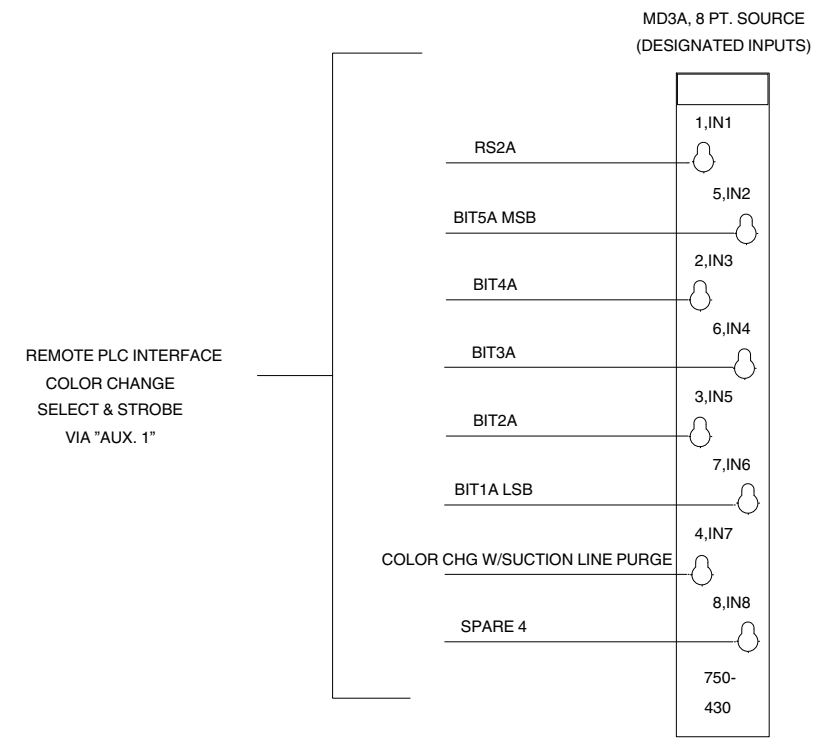 MD3A, 8 PT. SOURCE
(DESIGNATED INPUTS)
1,IN1
RS2A
5,IN2
BIT5A MSB
2,IN3
BIT4A
6,IN4
BIT3A
REMOTE PLC INTERFACE
COLOR CHANGE
SELECT & STROBE
VIA ”AUX. 1”
3,IN5
BIT2A
7,IN6
BIT1A LSB
4,IN7
COLOR CHG W/SUCTION LINE PURGE
8,IN8
SPARE 4
750-
430